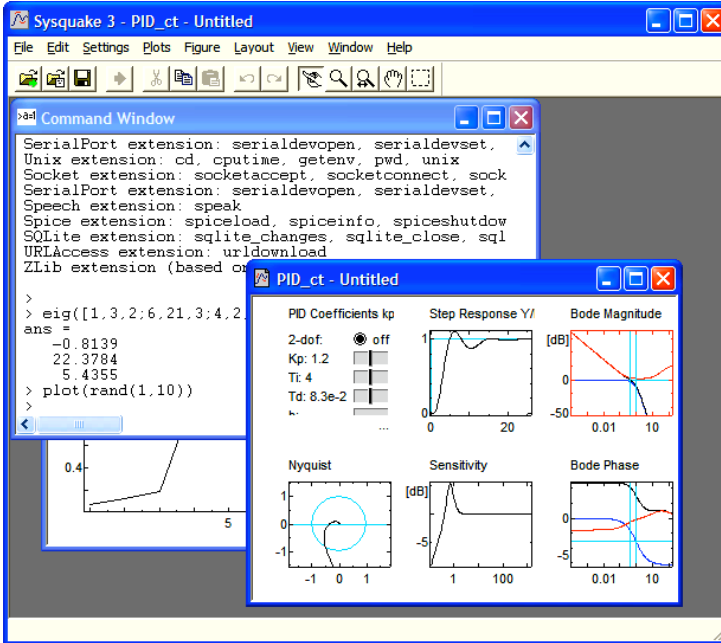 Sysquake 3 - PID_ct - Untitled
File Edit Settings Plots Figure Layout View Window Help
>a=1 Command Window
SerialPort extension: serialdevopen, serialdevset,
Unix extension: cd, cputime, getenv, pwd, unix
Socket extension: socketaccept, socketconnect, sock
SerialPort extension: serialdevopen, serialdevset,
Speech extension: speak
Spice extension: spiceload, spiceinfo, spiceshutdow
SQLite extension: sqlite_changes, sqlite_close, sql
URLAccess extension: urldownload
ZLib extension (based on
>
> eig([1,3,2;6,21,3;4,2,
ans =
-0.8139
22.3784
5.4355
> plot(rand(1,10))
>
0.4
5
PID_ct - Untitled
PID Coefficients kp
2-dof: off
Kp: 1.2
Ti: 4
Td: 8.3e-2
...
Step Response Y/
1
0
0 20
Bode Magnitude
[dB]
0
-50
0.01 10
Nyquist
1
0
-1
-1 0 1
Sensitivity
[dB]
-5
1 100
Bode Phase
0
-5
0.01 10